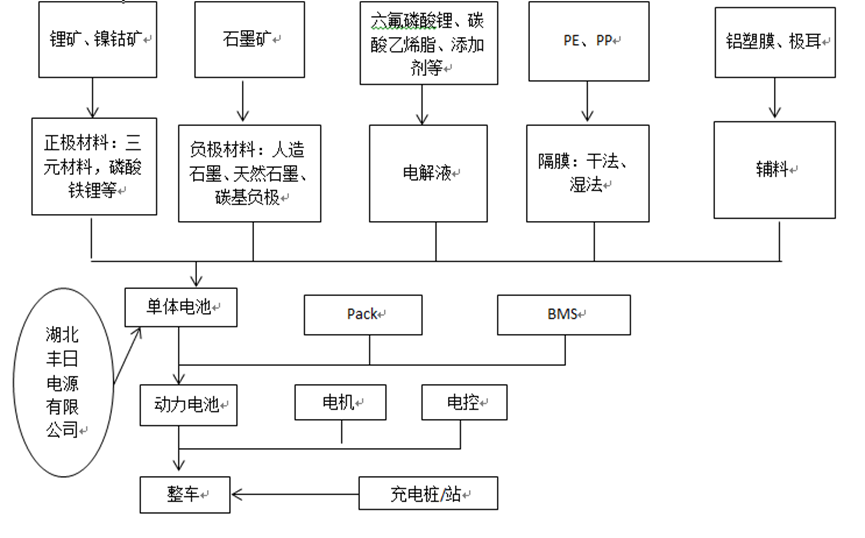 锂矿、镍钴矿
石墨矿
六氟磷酸锂、碳
酸乙烯脂、添加
剂等
PE、PP
铝塑膜、极耳
正极材料：三
元材料，磷酸
铁锂等
负极材料：人造
石墨、天然石墨、
碳基负极
电解液
隔膜：干法、
湿法
辅料
单体电池
Pack
BMS
湖北
丰日
电源
有限
公司
动力电池
电机
电控
整车
充电桩/站